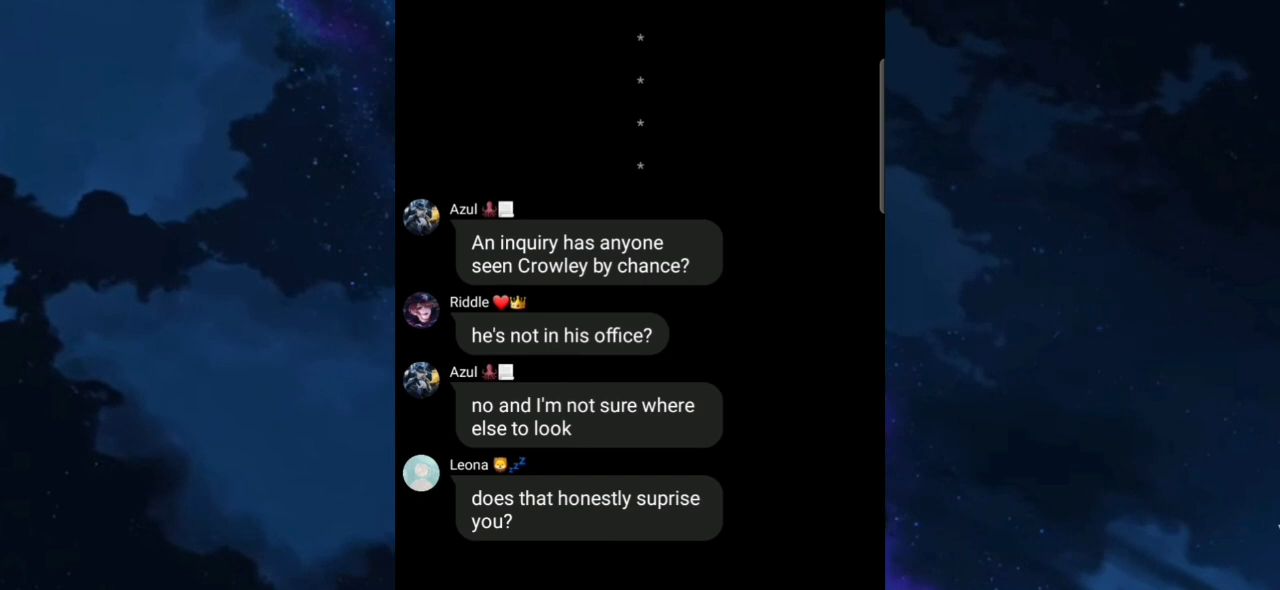 *
*
*
*
Azul 🐙📃
An inquiry has anyone
seen Crowley by chance?
Riddle ❤️👑
he's not in his office?
Azul 🐙📃
no and I'm not sure where
else to look
Leona 🦁💤
does that honestly suprise
you?